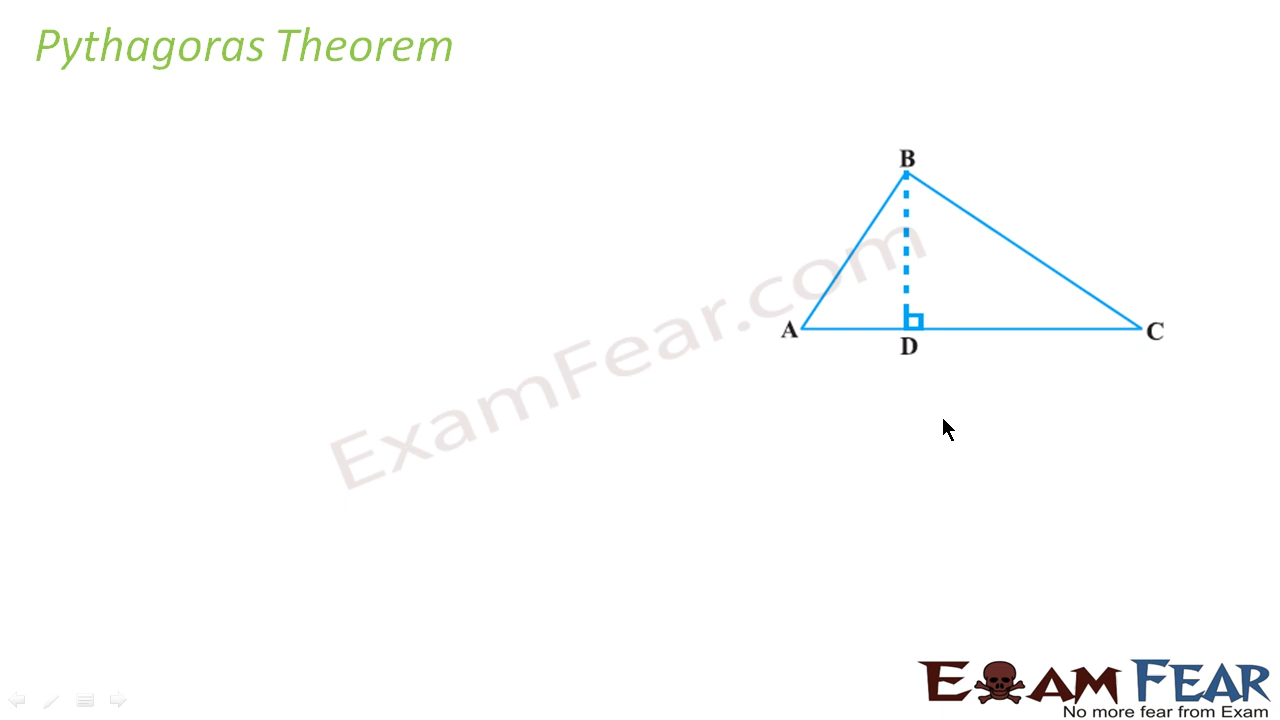 Pythagoras Theorem
B
A
C
D
ExamFear.com
EXAM FEAR
No more fear from Exam